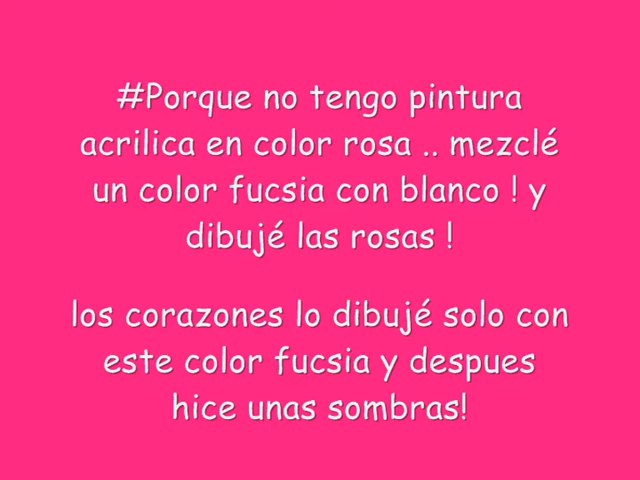 #Porque no tengo pintura
acrilica en color rosa .. mezclé
un color fucsia con blanco ! y
dibujé las rosas !
los corazones lo dibujé solo con
este color fucsia y despues
hice unas sombras!